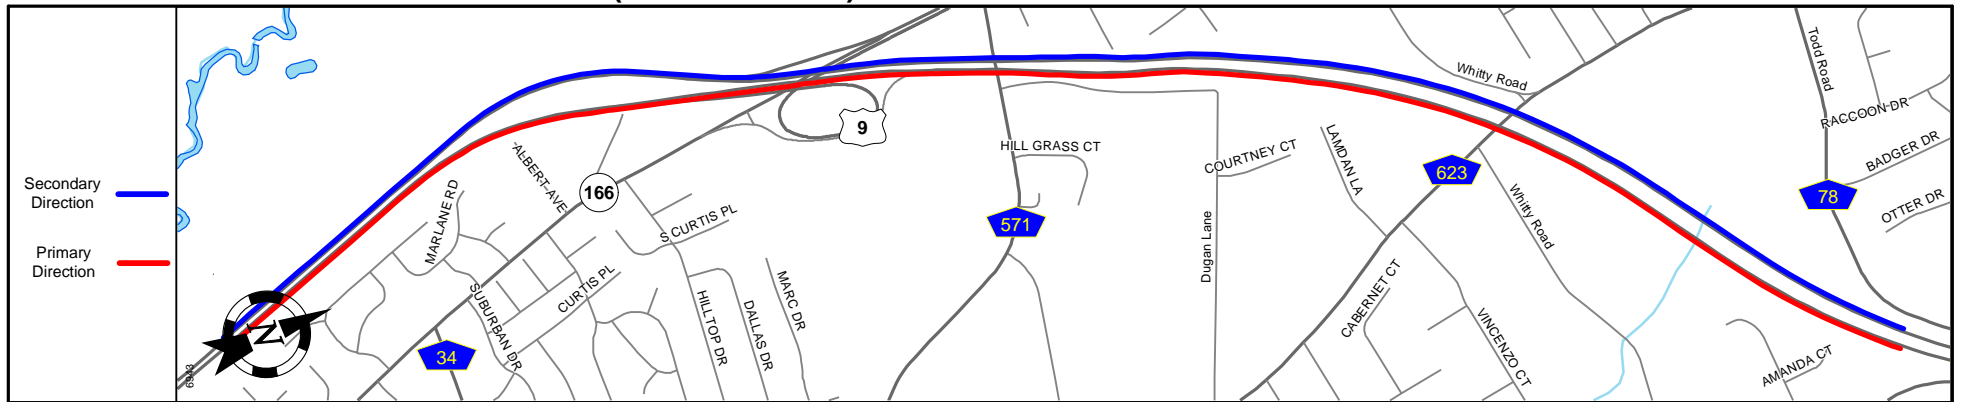 Secondary
Direction
Primary
Direction
Whitty Road
Todd Road
RACCOON DR
BADGER DR
OTTER DR
78
9
HILL GRASS CT
COURTNEY CT
LAMDAN LA
623
ALBERT AVE
166
MARLANE RD
S CURTIS PL
571
Dugan Lane
Whitty Road
CURTIS PL
SUBURBAN DR
HILLTOP DR
DALLAS DR
MARC DR
CABERNET CT
VINCENZO CT
AMANDA CT
34
N
6943